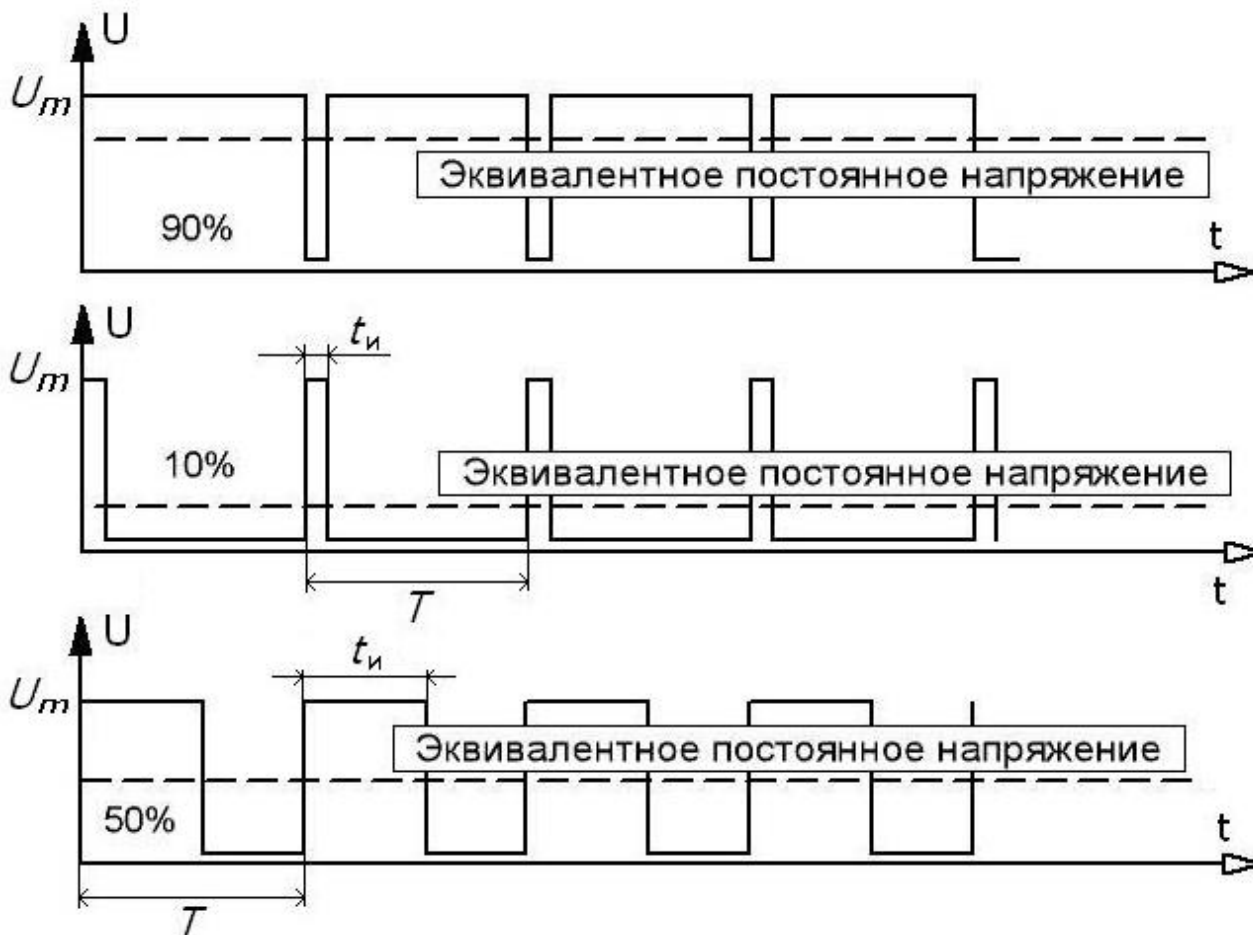 U
Um
Эквивалентное постоянное напряжение
90%
t
U
tи
Um
10%
Эквивалентное постоянное напряжение
T
t
U
tи
Um
Эквивалентное постоянное напряжение
50%
t
T